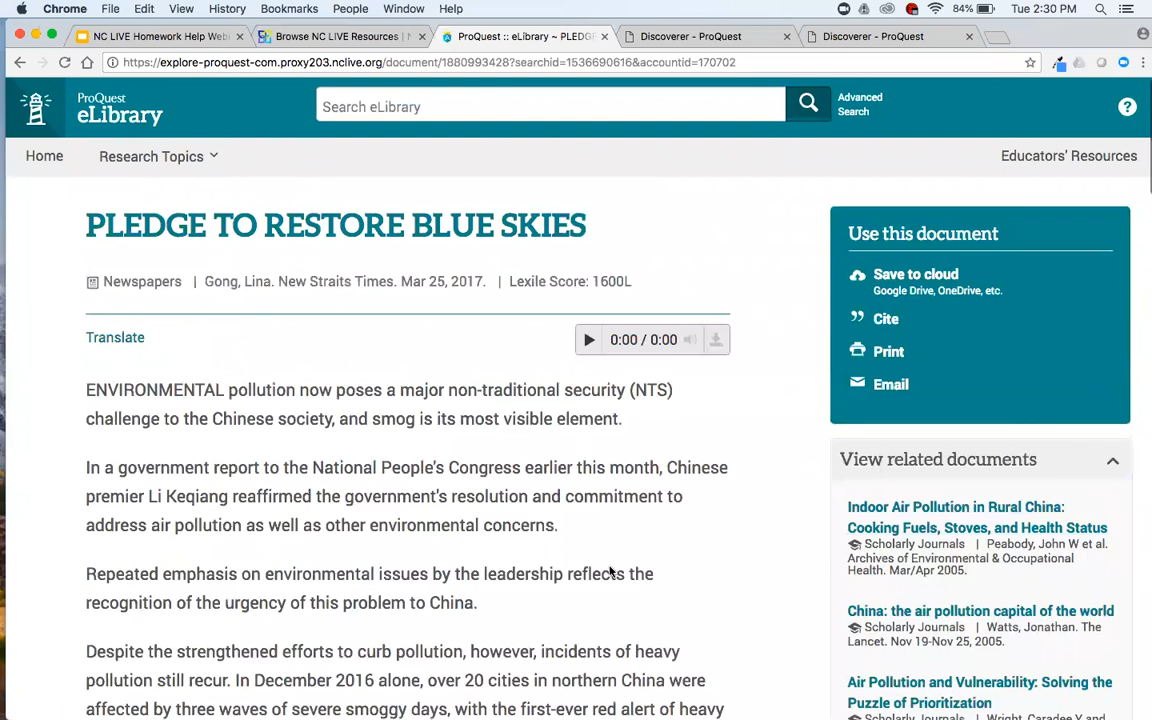 Chrome File Edit View History Bookmarks People Window Help 84% Tue 2:30 PM
NC LIVE Homework Help Web × Browse NC LIVE Resources | N × ProQuest :: eLibrary ~ PLEDGE × Discoverer - ProQuest × Discoverer - ProQuest ×
https://explore-proquest-com.proxy203.nclive.org/document/1880993428?searchid=1536690616&accountid=170702
ProQuest
eLibrary
Search eLibrary
Advanced
Search
?
Home Research Topics Educators' Resources
PLEDGE TO RESTORE BLUE SKIES
Newspapers | Gong, Lina. New Straits Times. Mar 25, 2017. | Lexile Score: 1600L
Translate
0:00 / 0:00
ENVIRONMENTAL pollution now poses a major non-traditional security (NTS)
challenge to the Chinese society, and smog is its most visible element.
In a government report to the National People's Congress earlier this month, Chinese
premier Li Keqiang reaffirmed the government's resolution and commitment to
address air pollution as well as other environmental concerns.
Repeated emphasis on environmental issues by the leadership reflects the
recognition of the urgency of this problem to China.
Despite the strengthened efforts to curb pollution, however, incidents of heavy
pollution still recur. In December 2016 alone, over 20 cities in northern China were
affected by three waves of severe smoggy days, with the first-ever red alert of heavy
Use this document
Save to cloud
Google Drive, OneDrive, etc.
Cite
Print
Email
View related documents
Indoor Air Pollution in Rural China:
Cooking Fuels, Stoves, and Health Status
Scholarly Journals | Peabody, John W et al.
Archives of Environmental & Occupational
Health. Mar/Apr 2005.
China: the air pollution capital of the world
Scholarly Journals | Watts, Jonathan. The
Lancet. Nov 19-Nov 25, 2005.
Air Pollution and Vulnerability: Solving the
Puzzle of Prioritization
Scholarly Journals | Wright, Caradee Y and